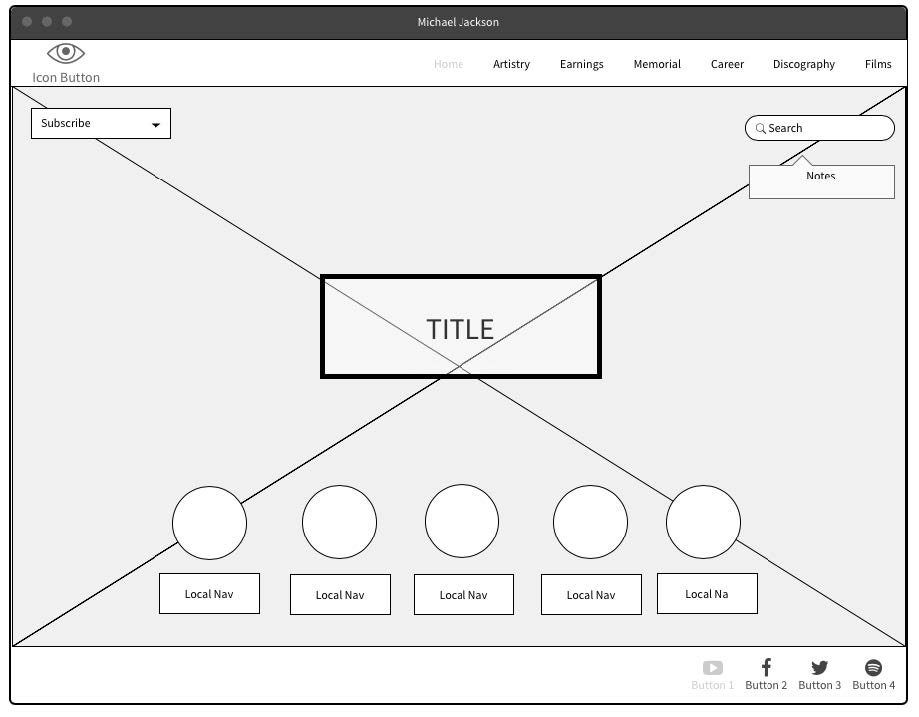 Michael Jackson
Icon Button
Home Artistry Earnings Memorial Career Discography Films
Subscribe
Search
Notes
TITLE
Local Nav Local Nav Local Nav Local Nav Local Na
Button 1 Button 2 Button 3 Button 4